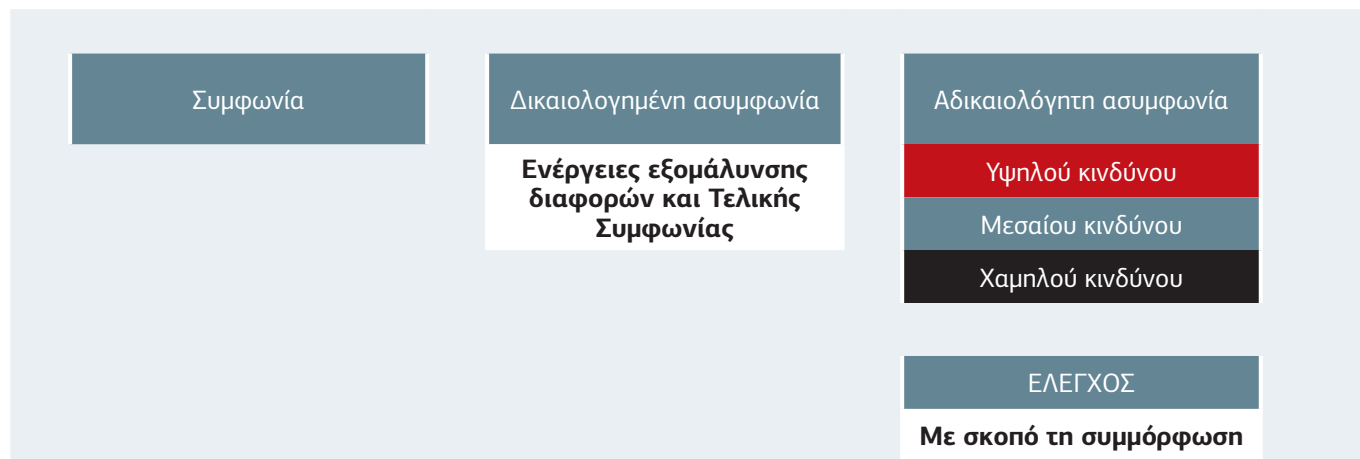 Συμφωνία
Δικαιολογημένη ασυμφωνία
Ενέργειες εξομάλυνσης
διαφορών και Τελικής
Συμφωνίας
Αδικαιολόγητη ασυμφωνία
Υψηλού κινδύνου
Μεσαίου κινδύνου
Χαμηλού κινδύνου
ΕΛΕΓΧΟΣ
Με σκοπό τη συμμόρφωση